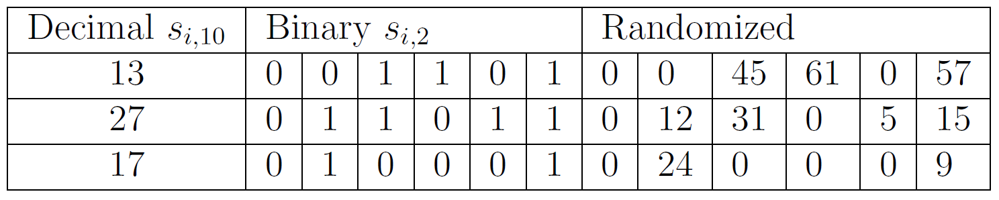 Decimal s_{i,10} Binary s_{i,2} Randomized
13 0 0 1 1 0 1 0 0 45 61 0 57
27 0 1 1 0 1 1 0 12 31 0 5 15
17 0 1 0 0 0 1 0 24 0 0 0 9